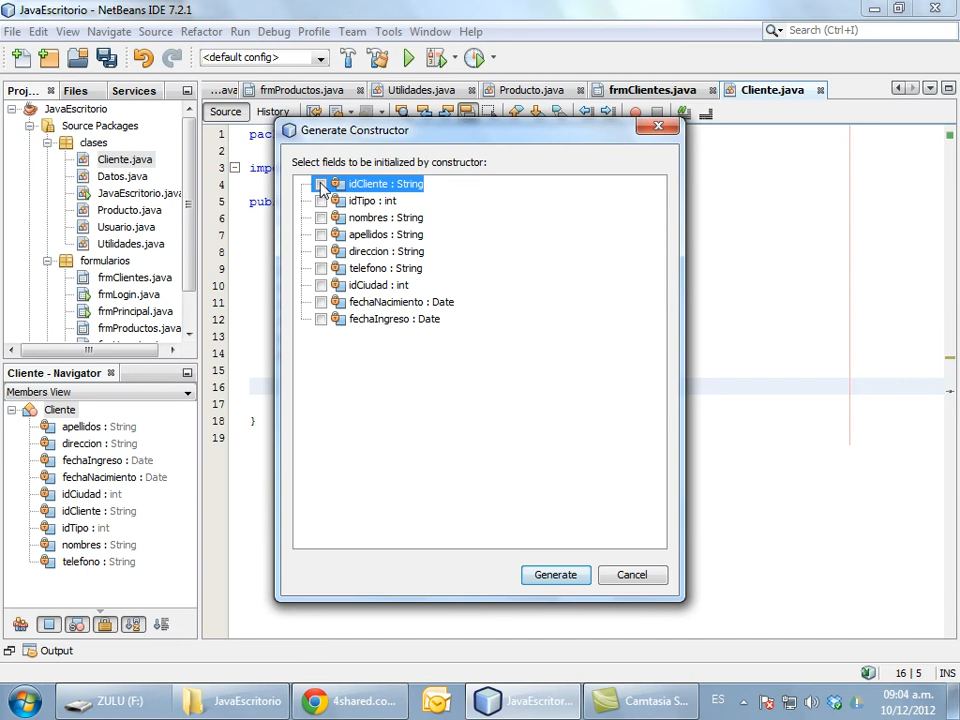 JavaEscritorio - NetBeans IDE 7.2.1
File Edit View Navigate Source Refactor Run Debug Profile Team Tools Window Help
Search (Ctrl+I)
<default config>
Proj... Files Services
...ava frmProductos.java Utilidades.java Producto.java frmClientes.java Cliente.java
Source History
JavaEscritorio
Source Packages
clases
Cliente.java
Datos.java
JavaEscritorio.java
Producto.java
Usuario.java
Utilidades.java
formularios
frmClientes.java
frmLogin.java
frmPrincipal.java
frmProductos.java
Cliente - Navigator
Members View
Cliente
apellidos : String
direccion : String
fechaIngreso : Date
fechaNacimiento : Date
idCiudad : int
idCliente : String
idTipo : int
nombres : String
telefono : String
1 pac
2
3 impo
4
5 publ
6
7
8
9
10
11
12
13
14
15
16
17
18 }
19
Generate Constructor
Select fields to be initialized by constructor:
idCliente : String
idTipo : int
nombres : String
apellidos : String
direccion : String
telefono : String
idCiudad : int
fechaNacimiento : Date
fechaIngreso : Date
Generate Cancel
Output
16 | 5 INS
ZULU (F:) JavaEscritorio 4shared.co... JavaEscritor... Camtasia S... ES
09:04 a.m.
10/12/2012